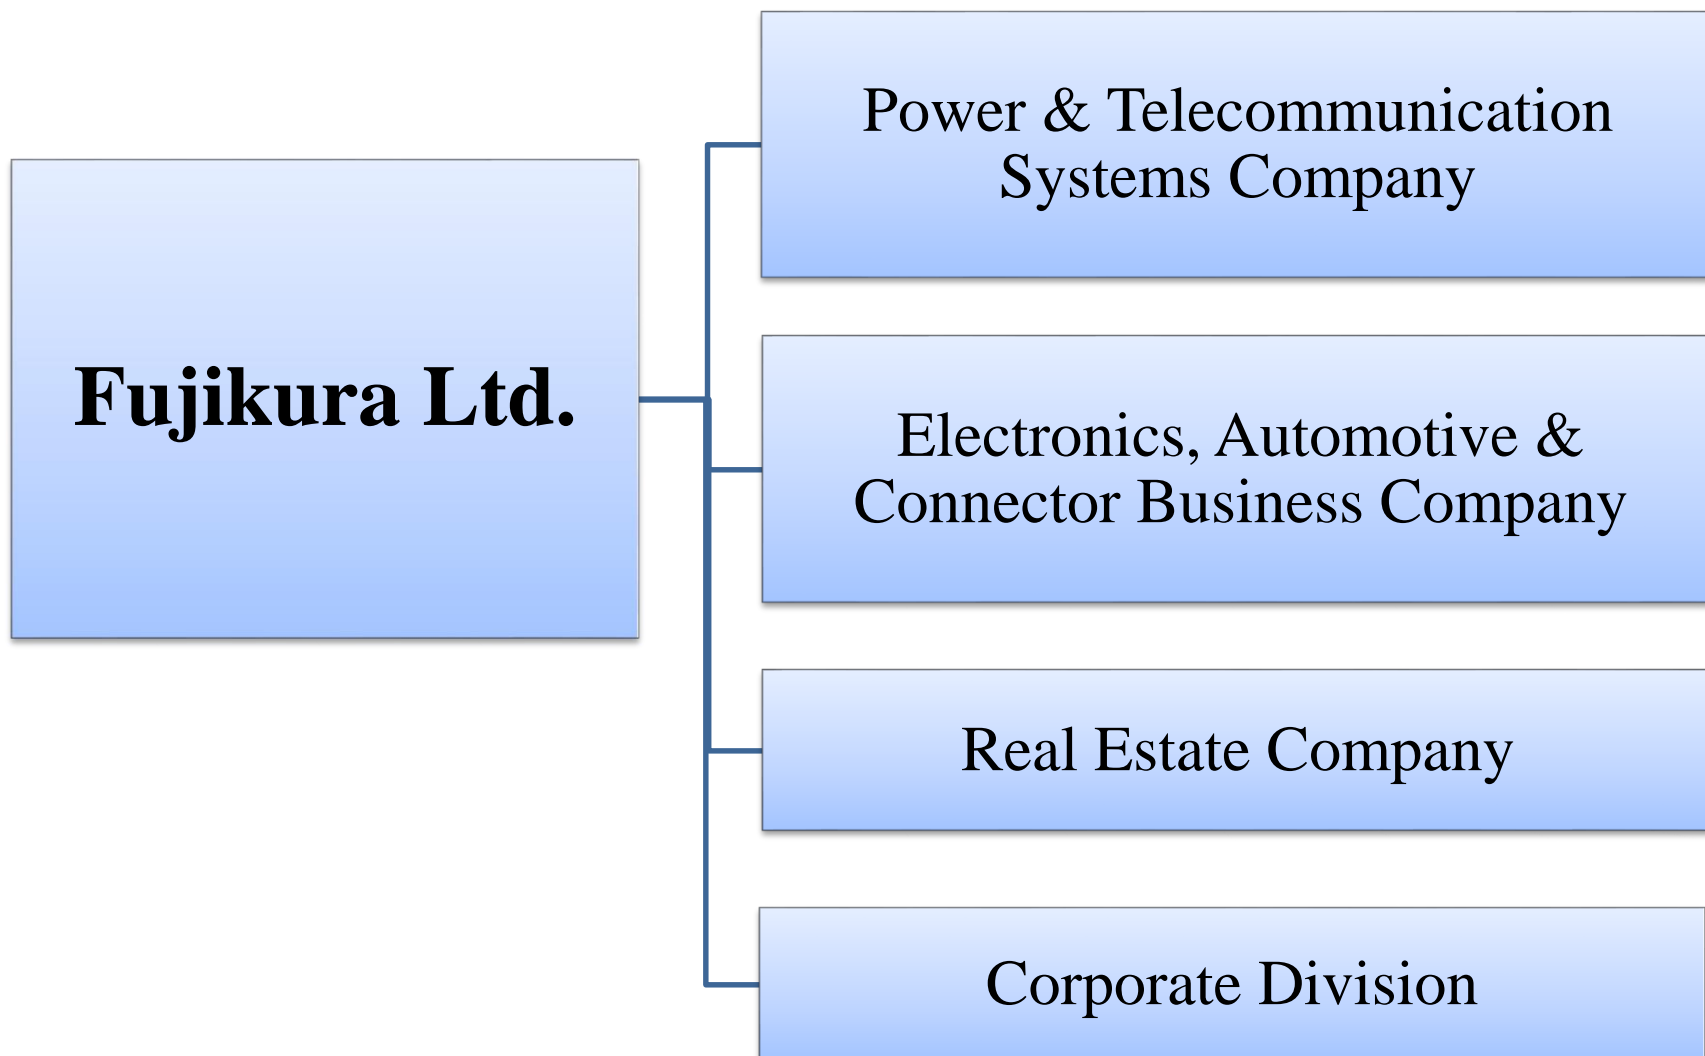 Fujikura Ltd.
Power & Telecommunication
Systems Company
Electronics, Automotive &
Connector Business Company
Real Estate Company
Corporate Division